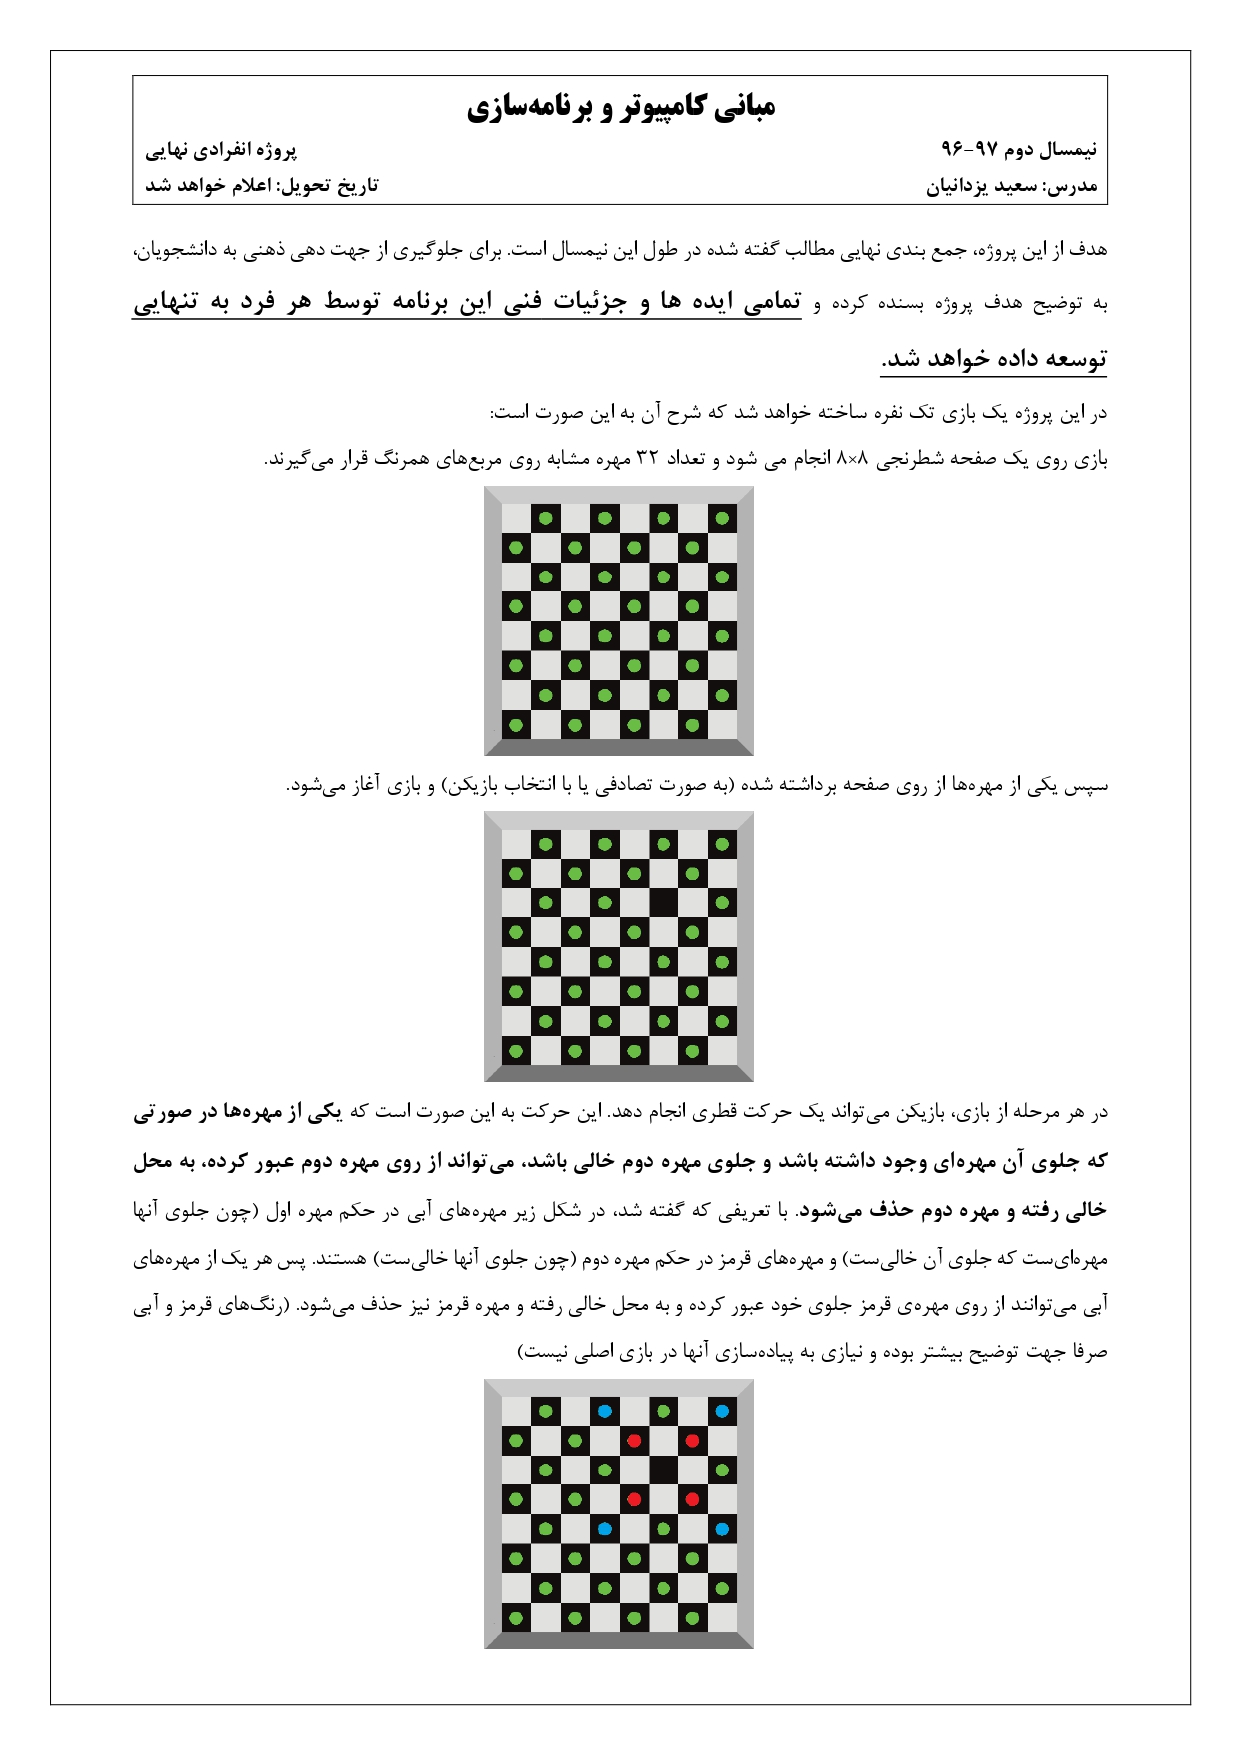 مبانی کامپیوتر و برنامه‌سازی
نیمسال دوم ۹۷-۹۶ پروژه انفرادی نهایی
مدرس: سعید یزدانیان تاریخ تحویل: اعلام خواهد شد
هدف از این پروژه، جمع بندی نهایی مطالب گفته شده در طول این نیمسال است. برای جلوگیری از جهت دهی ذهنی به دانشجویان،
به توضیح هدف پروژه بسنده کرده و تمامی ایده ها و جزئیات فنی این برنامه توسط هر فرد به تنهایی
توسعه داده خواهد شد.
در این پروژه یک بازی تک نفره ساخته خواهد شد که شرح آن به این صورت است:
بازی روی یک صفحه شطرنجی ۸×۸ انجام می شود و تعداد ۳۲ مهره مشابه روی مربع‌های همرنگ قرار می‌گیرند.
سپس یکی از مهره‌ها از روی صفحه برداشته شده (به صورت تصادفی یا با انتخاب بازیکن) و بازی آغاز می‌شود.
در هر مرحله از بازی، بازیکن می‌تواند یک حرکت قطری انجام دهد. این حرکت به این صورت است که یکی از مهره‌ها در صورتی
که جلوی آن مهره‌ای وجود داشته باشد و جلوی مهره دوم خالی باشد، می‌تواند از روی مهره دوم عبور کرده، به محل
خالی رفته و مهره دوم حذف می‌شود. با تعریفی که گفته شد، در شکل زیر مهره‌های آبی در حکم مهره اول (چون جلوی آنها
مهره‌ای‌ست که جلوی آن خالی‌ست) و مهره‌های قرمز در حکم مهره دوم (چون جلوی آنها خالی‌ست) هستند. پس هر یک از مهره‌های
آبی می‌توانند از روی مهره‌ی قرمز جلوی خود عبور کرده و به محل خالی رفته و مهره قرمز نیز حذف می‌شود. (رنگ‌های قرمز و آبی
صرفا جهت توضیح بیشتر بوده و نیازی به پیاده‌سازی آنها در بازی اصلی نیست)